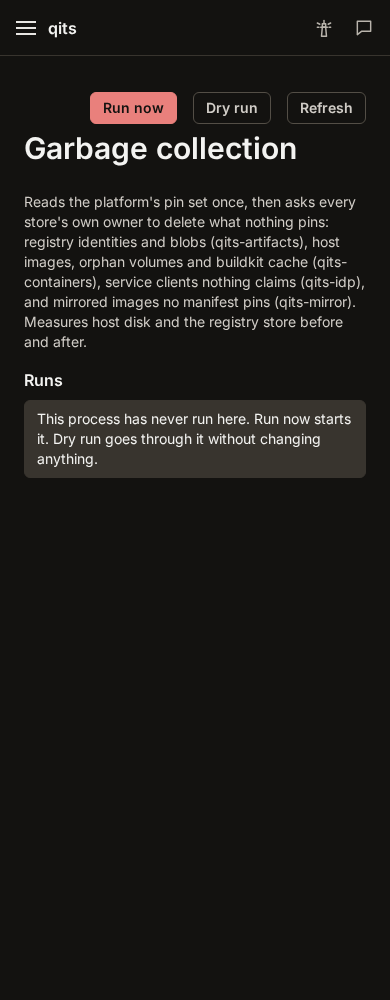 qits
Run now
Dry run
Refresh
Garbage collection
Reads the platform's pin set once, then asks every
store's own owner to delete what nothing pins:
registry identities and blobs (qits-artifacts), host
images, orphan volumes and buildkit cache (qits-
containers), service clients nothing claims (qits-idp),
and mirrored images no manifest pins (qits-mirror).
Measures host disk and the registry store before
and after.
Runs
This process has never run here. Run now starts
it. Dry run goes through it without changing
anything.